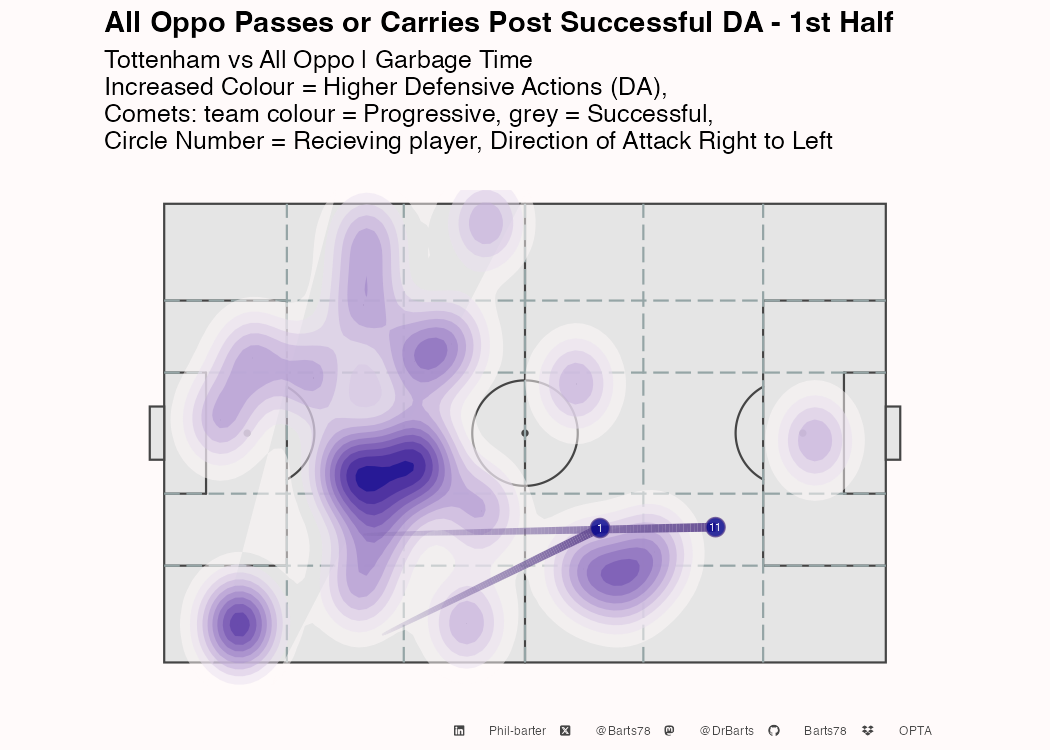 All Oppo Passes or Carries Post Successful DA - 1st Half
Tottenham vs All Oppo | Garbage Time
Increased Colour = Higher Defensive Actions (DA),
Comets: team colour = Progressive, grey = Successful,
Circle Number = Recieving player, Direction of Attack Right to Left
1
11
Phil-barter @Barts78 @DrBarts Barts78 OPTA